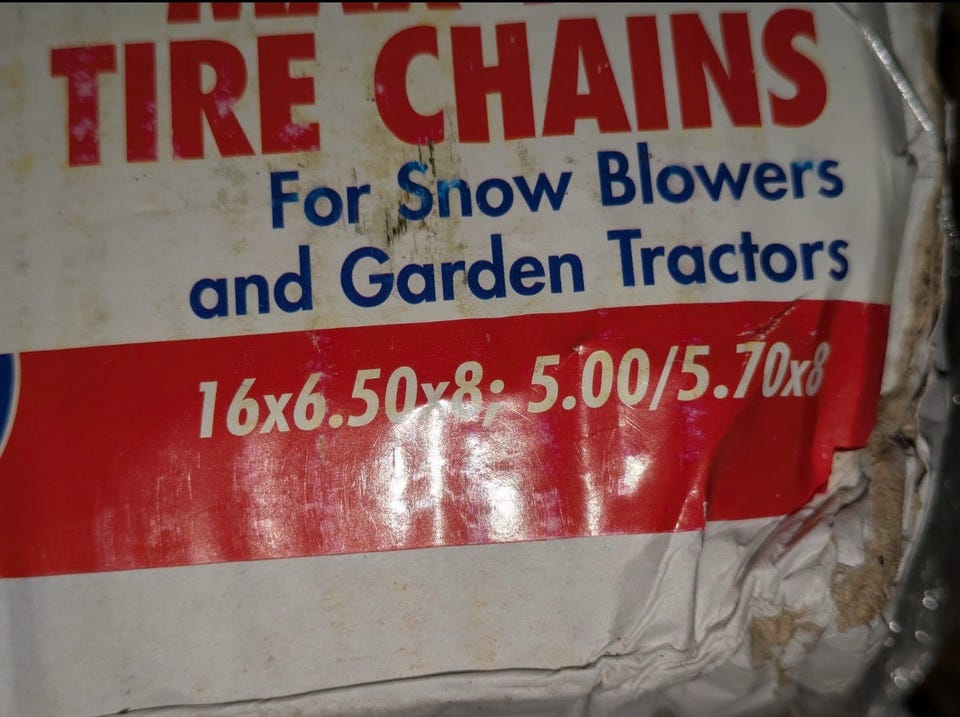 TIRE CHAINS
For Snow Blowers
and Garden Tractors
16x6.50x8; 5.00/5.70x8